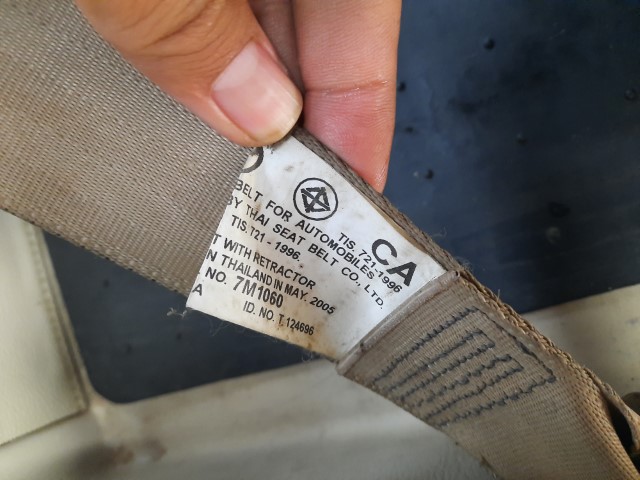 TIS. 721-1996
CA
BELT FOR AUTOMOBILES
BY THAI SEAT BELT CO., LTD.
TIS. 721 - 1996.
T WITH RETRACTOR
N THAILAND IN MAY. 2005
NO. 7M1060
A ID. NO. T. 124696